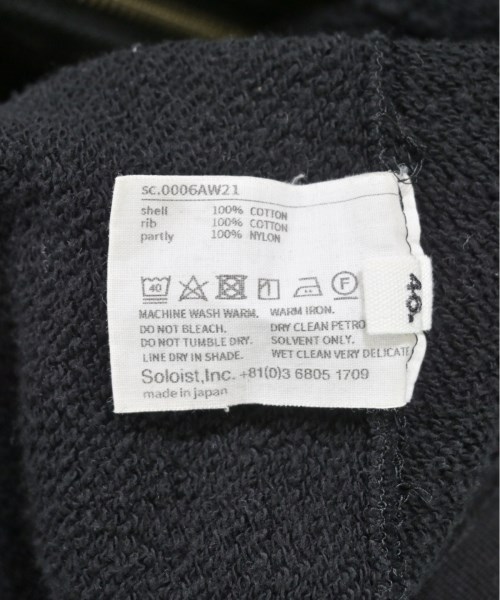 sc.0006AW21
shell 100% COTTON
rib 100% COTTON
partly 100% NYLON
40 F
MACHINE WASH WARM. WARM IRON.
DO NOT BLEACH. DRY CLEAN PETRO
DO NOT TUMBLE DRY. SOLVENT ONLY.
LINE DRY IN SHADE. WET CLEAN VERY DELICATE
Soloist,Inc. +81(0)3 6805 1709
made in japan
46.